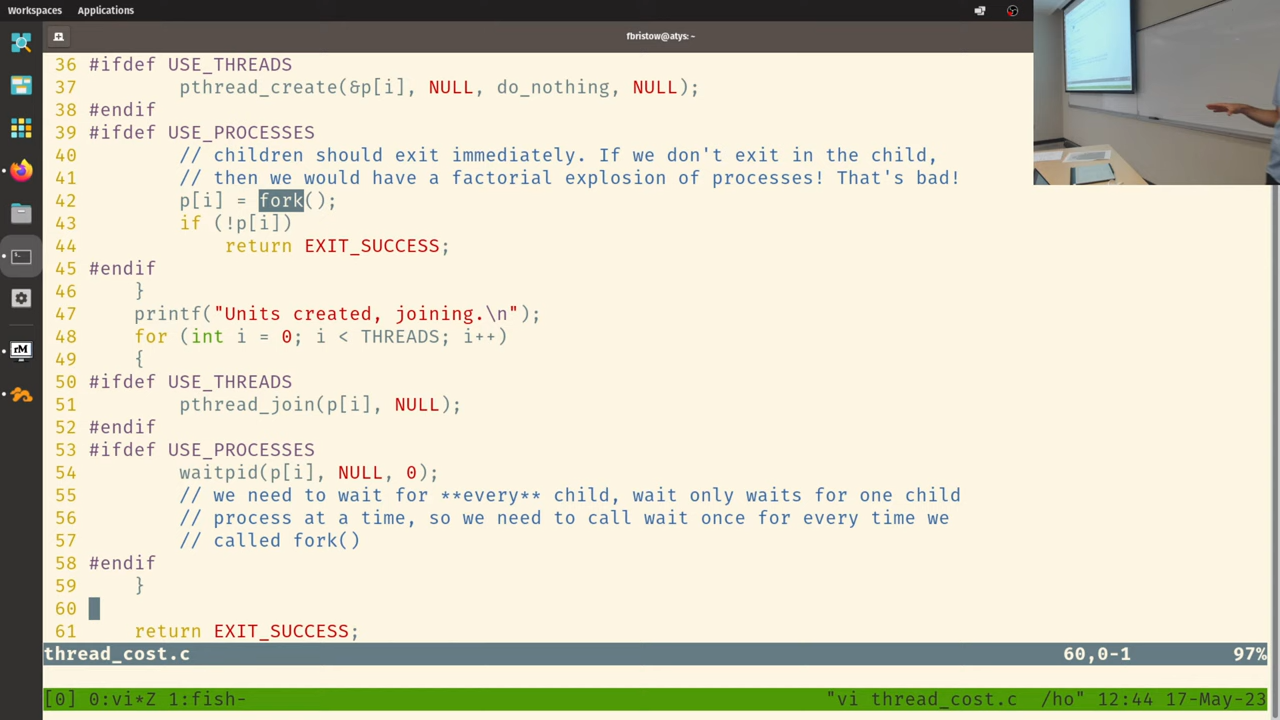 Workspaces Applications
fbristow@atys: ~
36 #ifdef USE_THREADS
37 pthread_create(&p[i], NULL, do_nothing, NULL);
38 #endif
39 #ifdef USE_PROCESSES
40 // children should exit immediately. If we don't exit in the child,
41 // then we would have a factorial explosion of processes! That's bad!
42 p[i] = fork();
43 if (!p[i])
44 return EXIT_SUCCESS;
45 #endif
46 }
47 printf("Units created, joining.\n");
48 for (int i = 0; i < THREADS; i++)
49 {
50 #ifdef USE_THREADS
51 pthread_join(p[i], NULL);
52 #endif
53 #ifdef USE_PROCESSES
54 waitpid(p[i], NULL, 0);
55 // we need to wait for **every** child, wait only waits for one child
56 // process at a time, so we need to call wait once for every time we
57 // called fork()
58 #endif
59 }
60
61 return EXIT_SUCCESS;
thread_cost.c 60,0-1 97%
[0] 0:vi*Z 1:fish- "vi thread_cost.c /ho" 12:44 17-May-23
rM